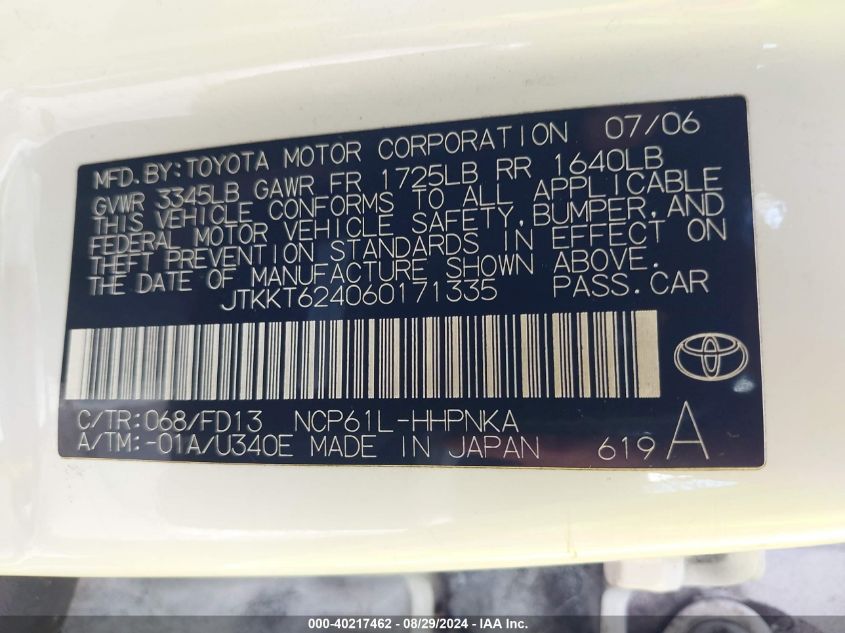 MFD. BY: TOYOTA MOTOR CORPORATION 07/06
GVWR 3345LB GAWR FR 1725LB RR 1640LB
THIS VEHICLE CONFORMS TO ALL APPLICABLE
FEDERAL MOTOR VEHICLE SAFETY, BUMPER, AND
THEFT PREVENTION STANDARDS IN EFFECT ON
THE DATE OF MANUFACTURE SHOWN ABOVE.
JTKKT624060171335 PASS. CAR
C/TR: 068/FD13 NCP61L-HHPNKA
A/TM: -01A/U340E MADE IN JAPAN 619 A
000-40217462 - 08/29/2024 - IAA Inc.